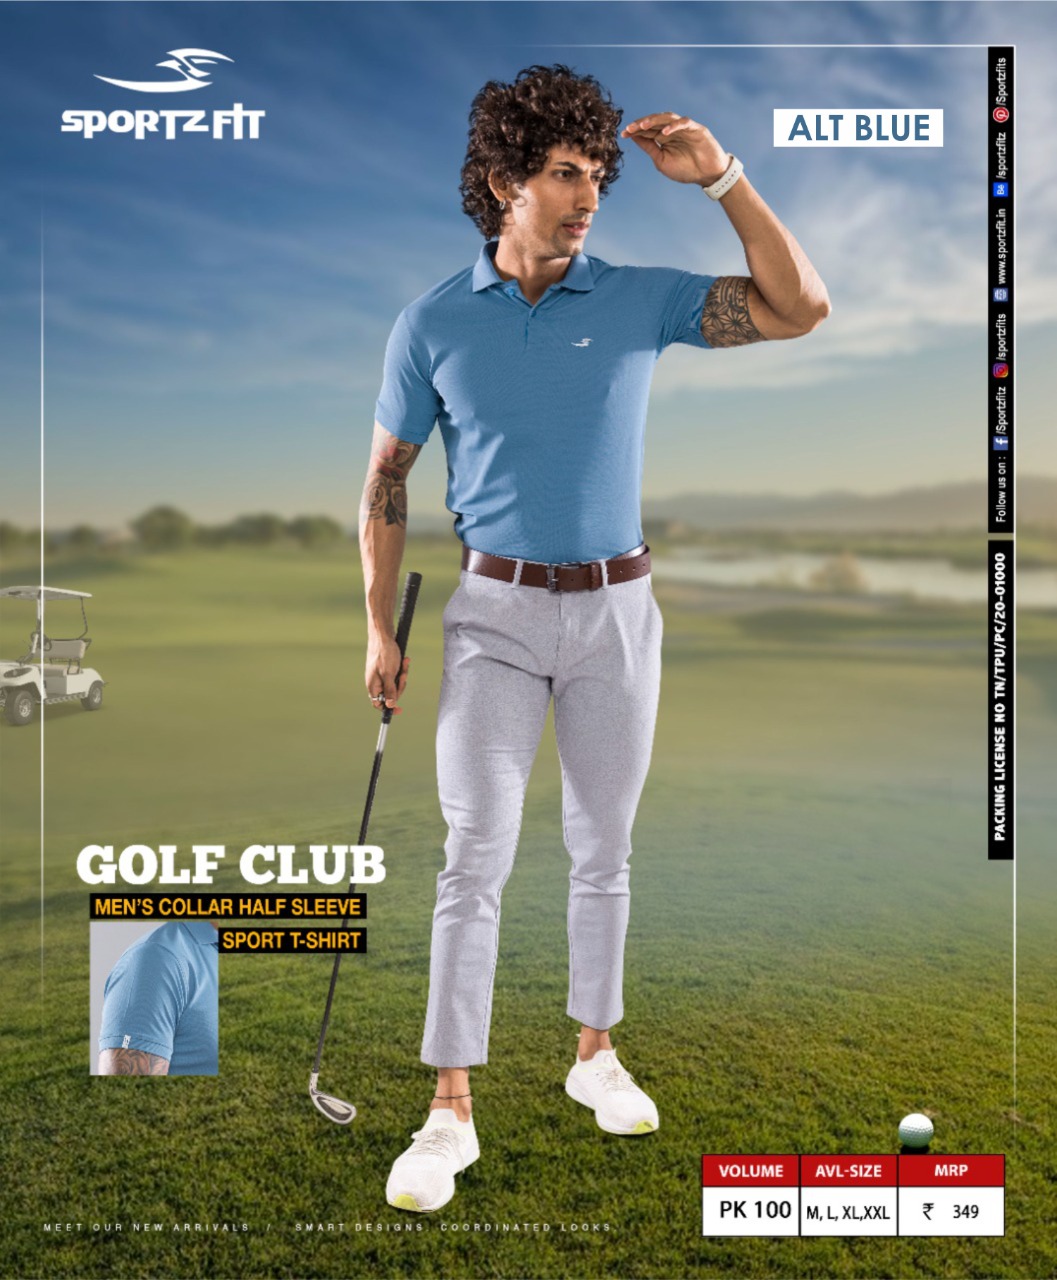 SPORTZFIT
ALT BLUE
Follow us on : f /Sportzfitz /sportzfits www.sportzfit.in Bē /sportzfitz /Sportzfits
PACKING LICENSE NO TN/TPU/PC/20-01000
GOLF CLUB
MEN'S COLLAR HALF SLEEVE
SPORT T-SHIRT
VOLUME AVL-SIZE MRP
PK 100 M, L, XL,XXL ₹ 349
MEET OUR NEW ARRIVALS / SMART DESIGNS COORDINATED LOOKS